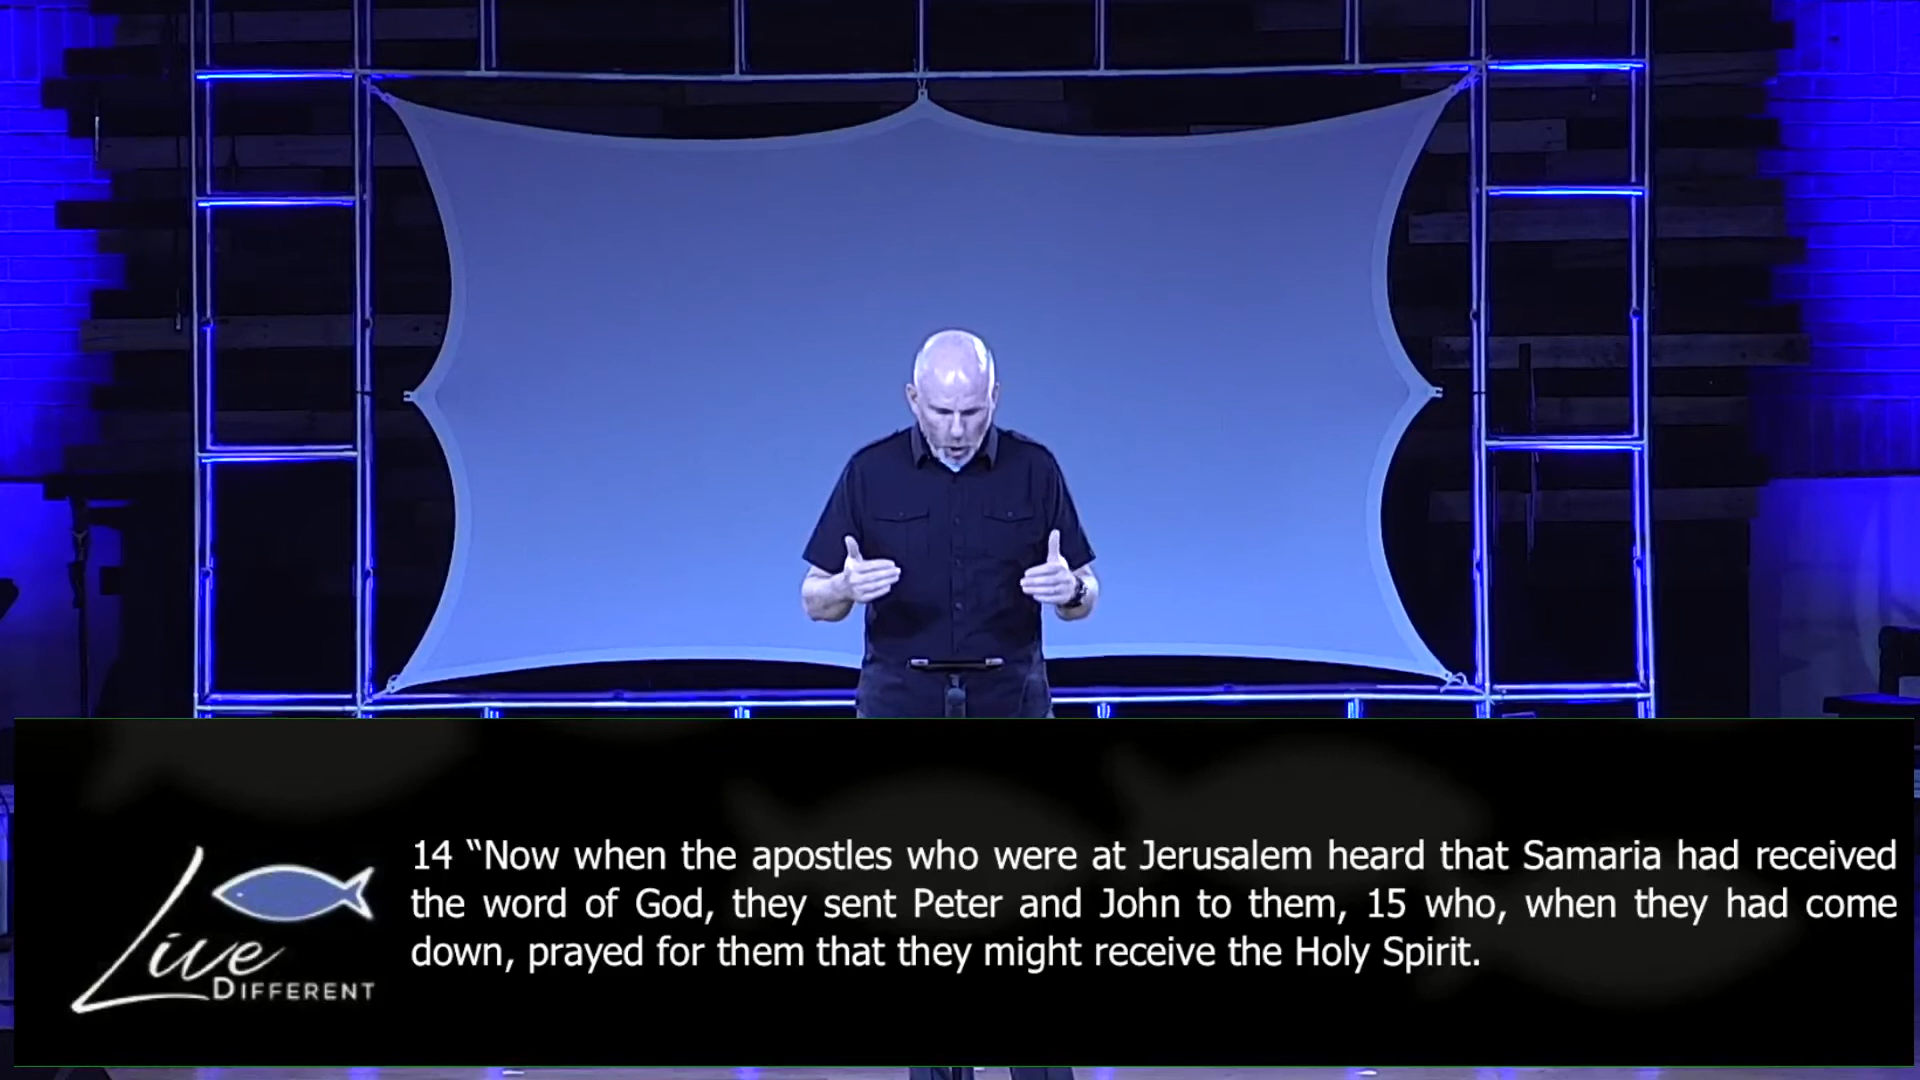 14 “Now when the apostles who were at Jerusalem heard that Samaria had received
the word of God, they sent Peter and John to them, 15 who, when they had come
down, prayed for them that they might receive the Holy Spirit.
Live
DIFFERENT